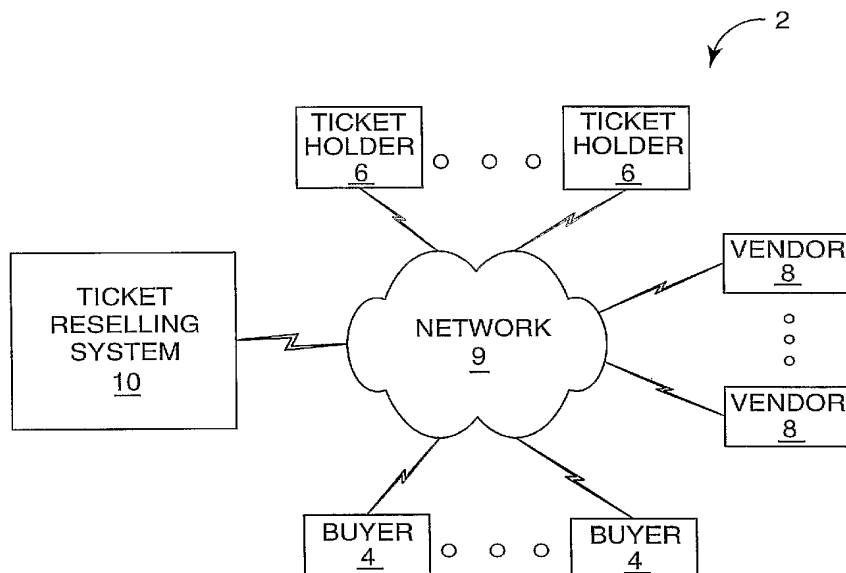 2
TICKET
HOLDER
6
TICKET
HOLDER
6
VENDOR
8
TICKET
RESELLING
SYSTEM
10
NETWORK
9
VENDOR
8
BUYER
4
BUYER
4